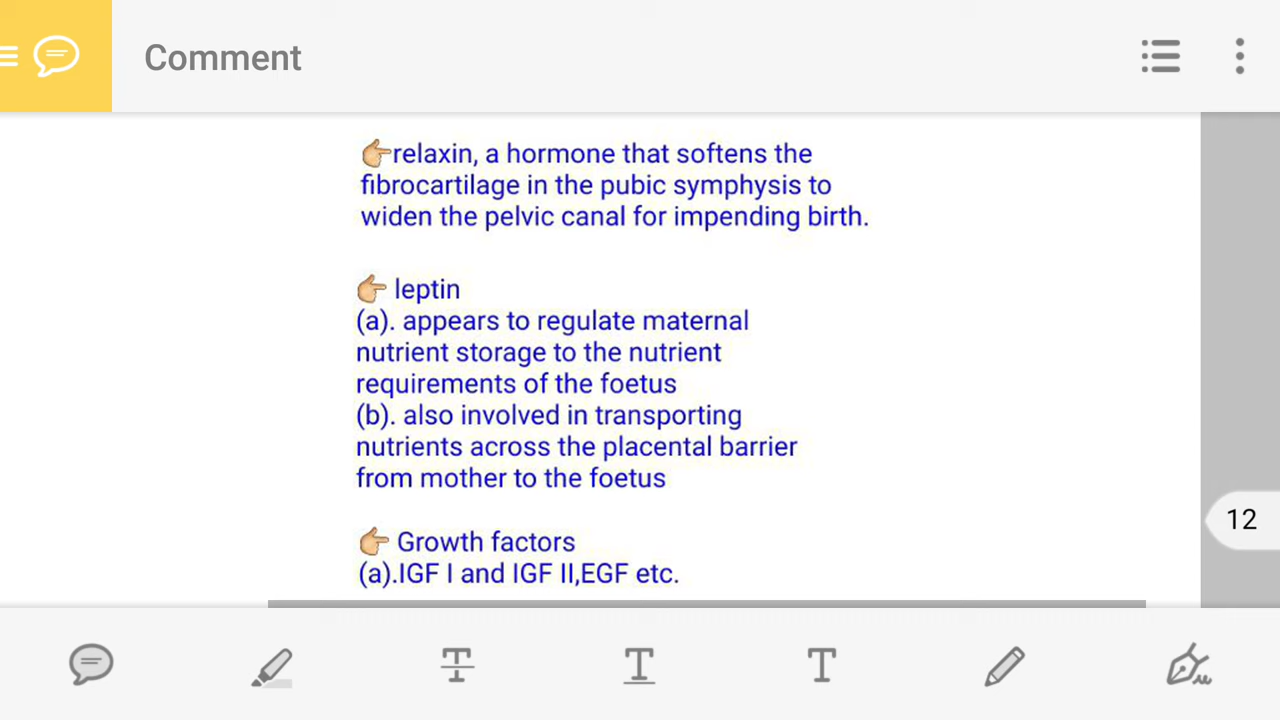 Comment
relaxin, a hormone that softens the
fibrocartilage in the pubic symphysis to
widen the pelvic canal for impending birth.
leptin
(a). appears to regulate maternal
nutrient storage to the nutrient
requirements of the foetus
(b). also involved in transporting
nutrients across the placental barrier
from mother to the foetus
12
Growth factors
(a).IGF I and IGF II,EGF etc.
T
T
T